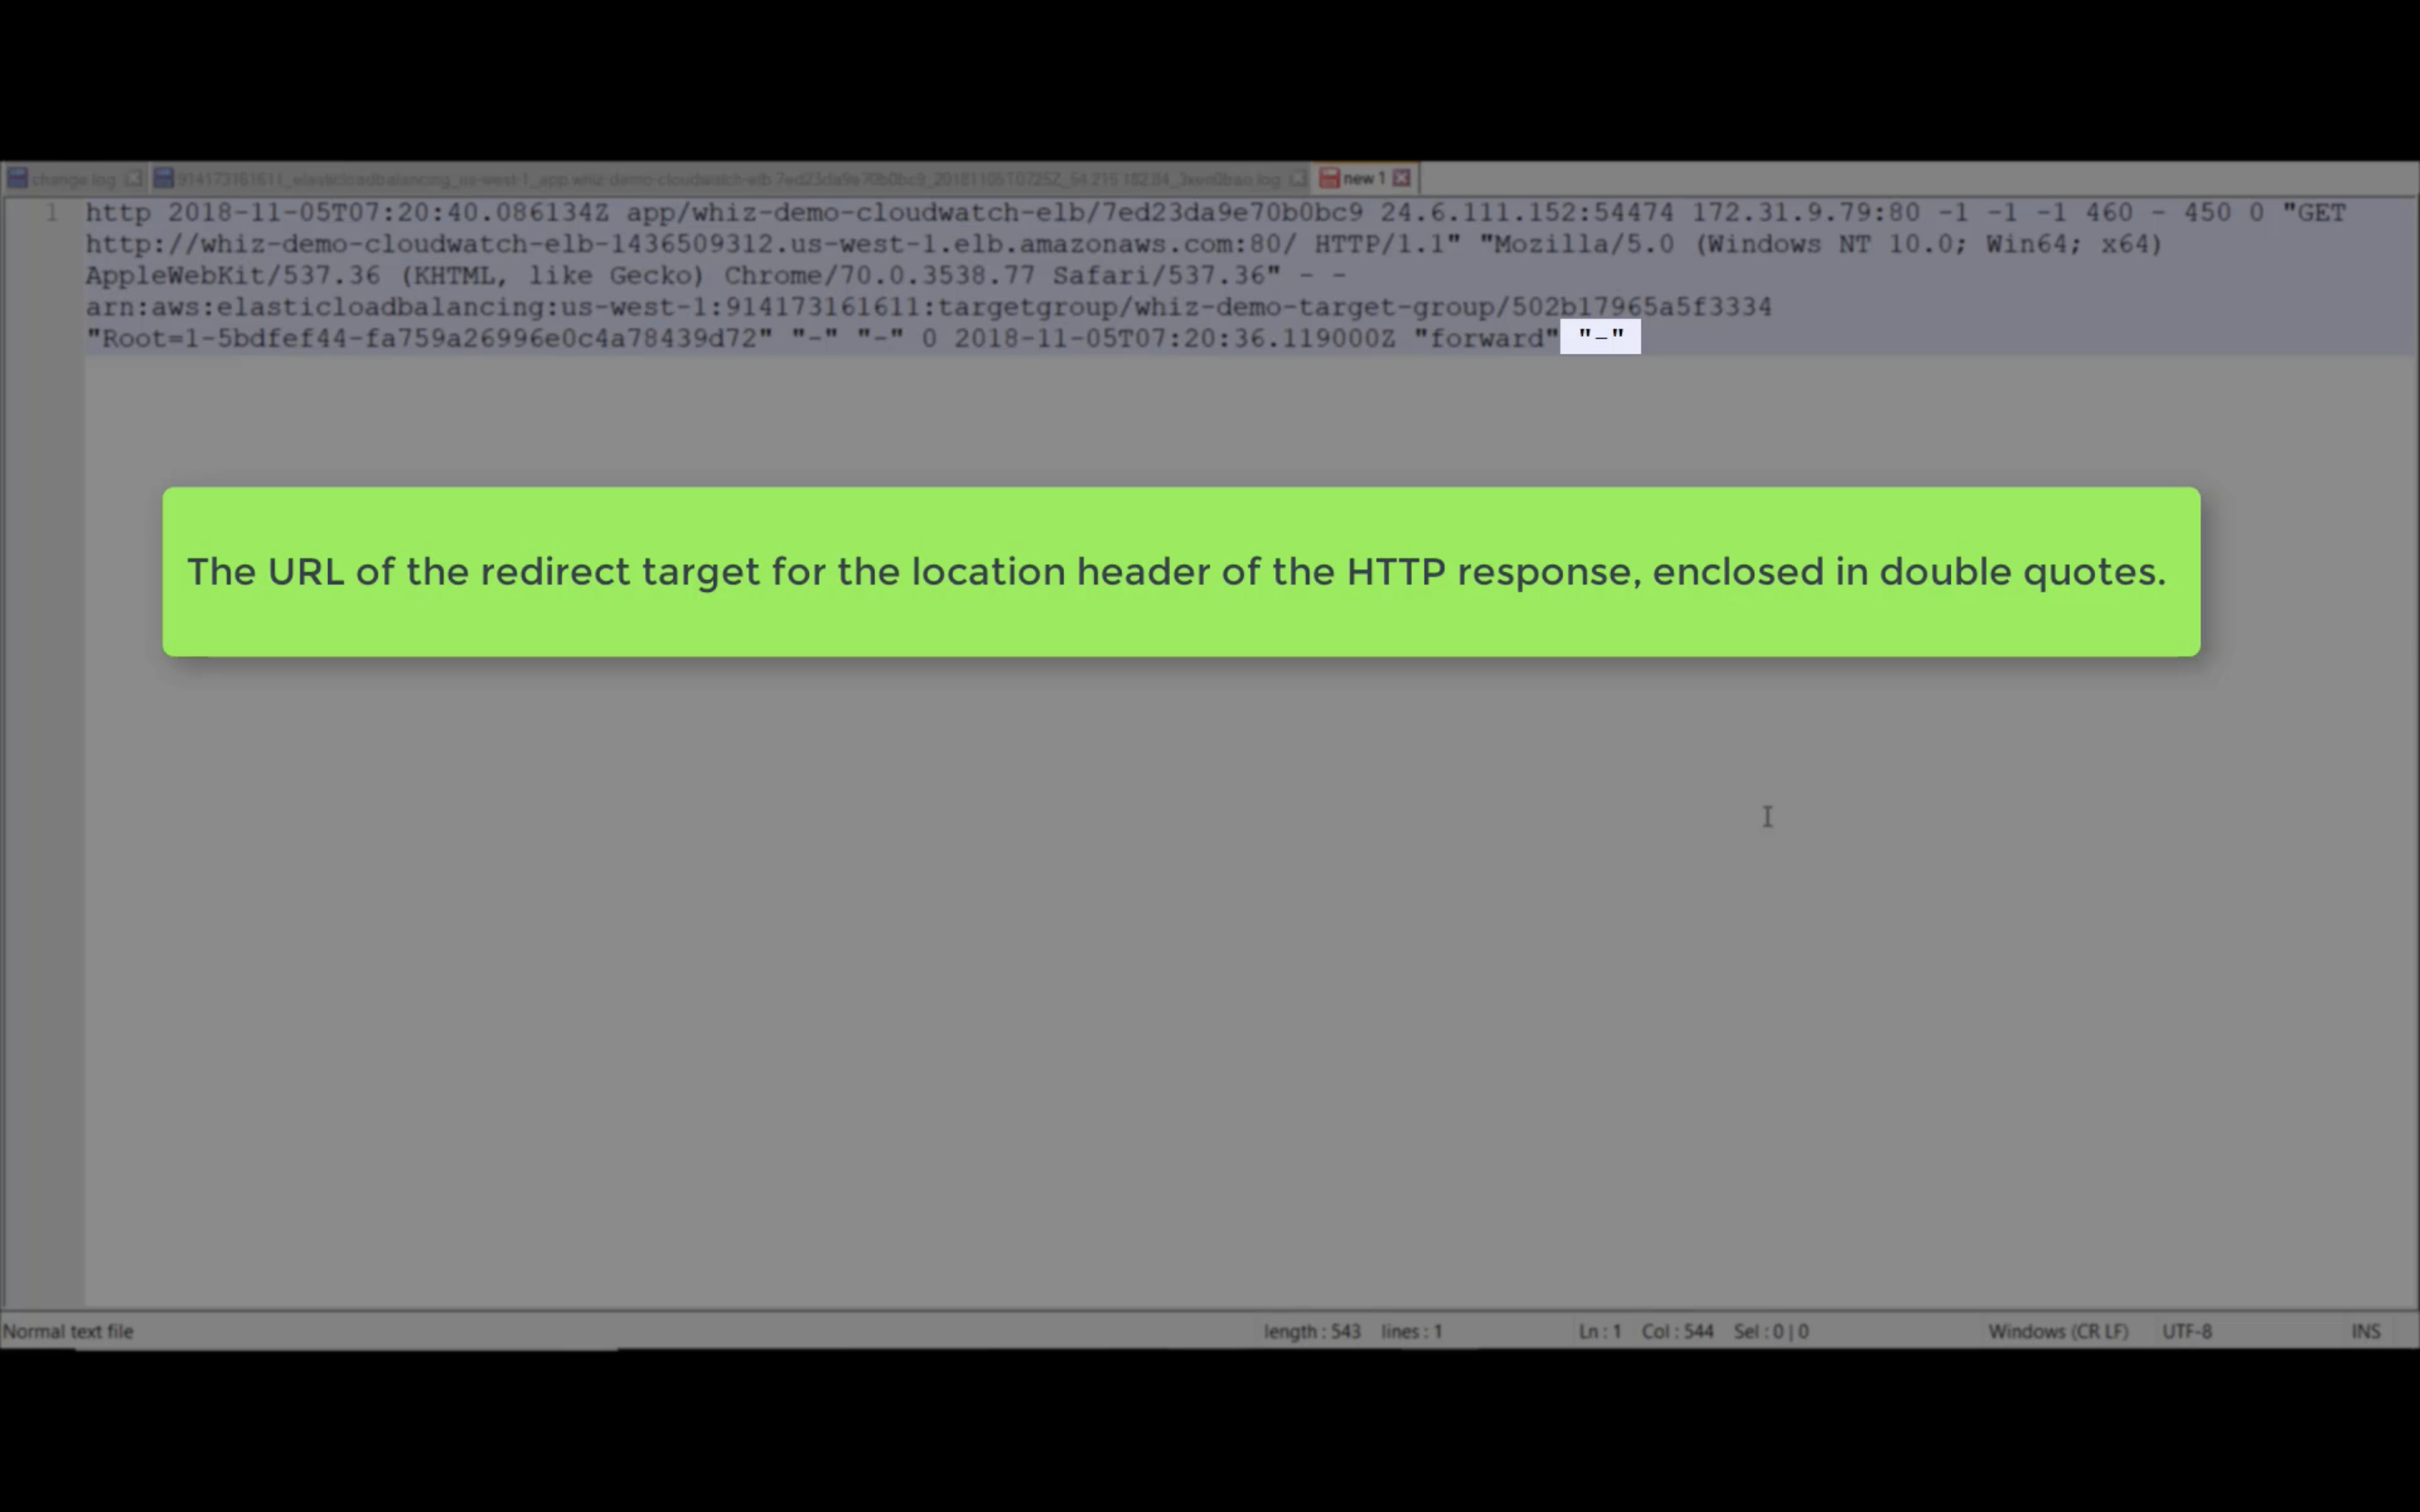 change.log 914173161611_elasticloadbalancing_us-west-1_app.whiz-demo-cloudwatch-elb.7ed23da9e70b0bc9_20181105T0725Z_54.215.182.84_.log new 1
1 http 2018-11-05T07:20:40.086134Z app/whiz-demo-cloudwatch-elb/7ed23da9e70b0bc9 24.6.111.152:54474 172.31.9.79:80 -1 -1 -1 460 - 450 0 "GET
http://whiz-demo-cloudwatch-elb-1436509312.us-west-1.elb.amazonaws.com:80/ HTTP/1.1" "Mozilla/5.0 (Windows NT 10.0; Win64; x64)
AppleWebKit/537.36 (KHTML, like Gecko) Chrome/70.0.3538.77 Safari/537.36" - -
arn:aws:elasticloadbalancing:us-west-1:914173161611:targetgroup/whiz-demo-target-group/502b17965a5f3334
"Root=1-5bdfef44-fa759a26996e0c4a78439d72" "-" "-" 0 2018-11-05T07:20:36.119000Z "forward" "-"
The URL of the redirect target for the location header of the HTTP response, enclosed in double quotes.
Normal text file length : 543 lines : 1 Ln : 1 Col : 544 Sel : 0 | 0 Windows (CR LF) UTF-8 INS